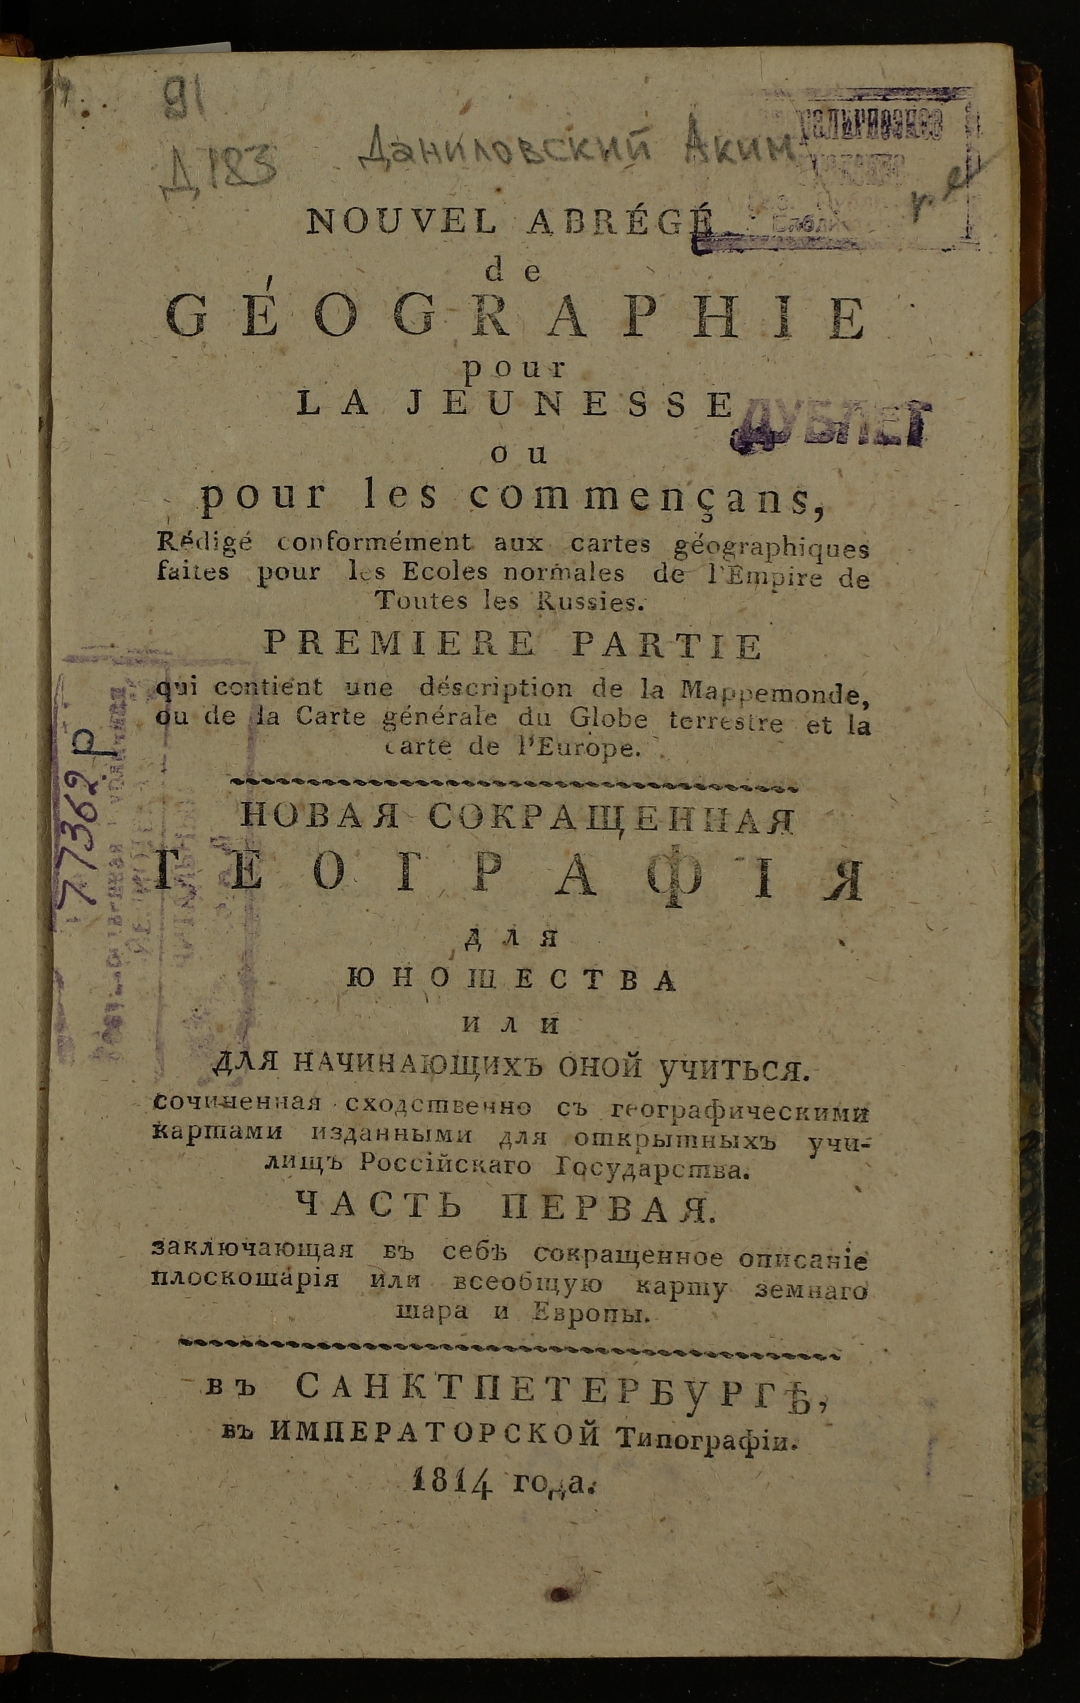 91
Д183
Даниловский Аким
NOUVEL ABRÉGÉ
de
GÉOGRAPHIE
pour
LA JEUNESSE
ДУБЛЕТ
ou
pour les commençans,
Rédigé conformément aux cartes géographiques
faites pour les Ecoles normales de l'Empire de
Toutes les Russies.
PREMIERE PARTIE
qui contient une déscription de la Mappemonde,
ou de la Carte générale du Globe terrestre et la
carte de l'Europe.
77362 р
НОВАЯ СОКРАЩЕННАЯ
ГЕОГРАФІЯ
для
ЮНОШЕСТВА
или
ДЛЯ НАЧИНАЮЩИХЪ ОНОЙ УЧИТЬСЯ.
сочиненная сходственно съ географическими
картами изданными для открытныхъ учи-
лищъ Россійскаго Государства.
ЧАСТЬ ПЕРВАЯ.
заключающая въ себѣ сокращенное описаніе
плоскошарія или всеобщую карту земнаго
шара и Европы.
въ САНКТПЕТЕРБУРГѢ,
въ ИМПЕРАТОРСКОЙ Типографіи.
1814 года.